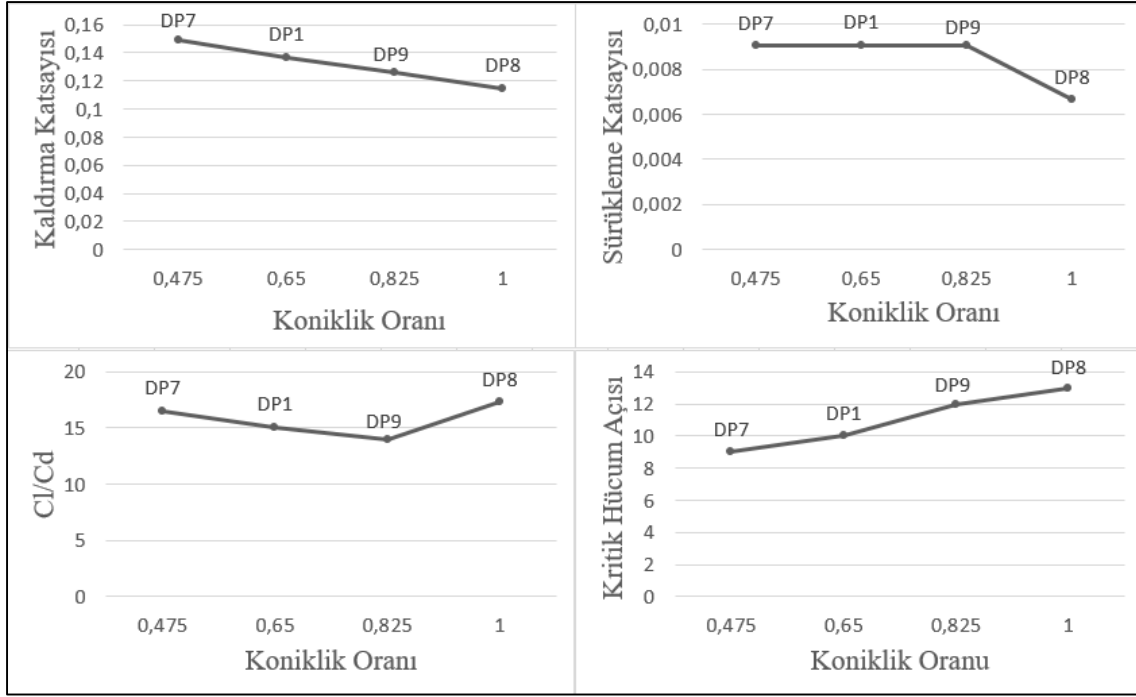 Kaldırma Katsayısı
0,16
0,14
0,12
0,1
0,08
0,06
0,04
0,02
0
DP7
DP1
DP9
DP8
0,475 0,65 0,825 1
Koniklik Oranı
Sürükleme Katsayısı
0,01
0,008
0,006
0,004
0,002
0
DP7
DP1
DP9
DP8
0,475 0,65 0,825 1
Koniklik Oranı
Cl/Cd
20
15
10
5
0
DP7
DP1
DP9
DP8
0,475 0,65 0,825 1
Koniklik Oranı
Kritik Hücum Açısı
14
12
10
8
6
4
2
0
DP7
DP1
DP9
DP8
0,475 0,65 0,825 1
Koniklik Oranu